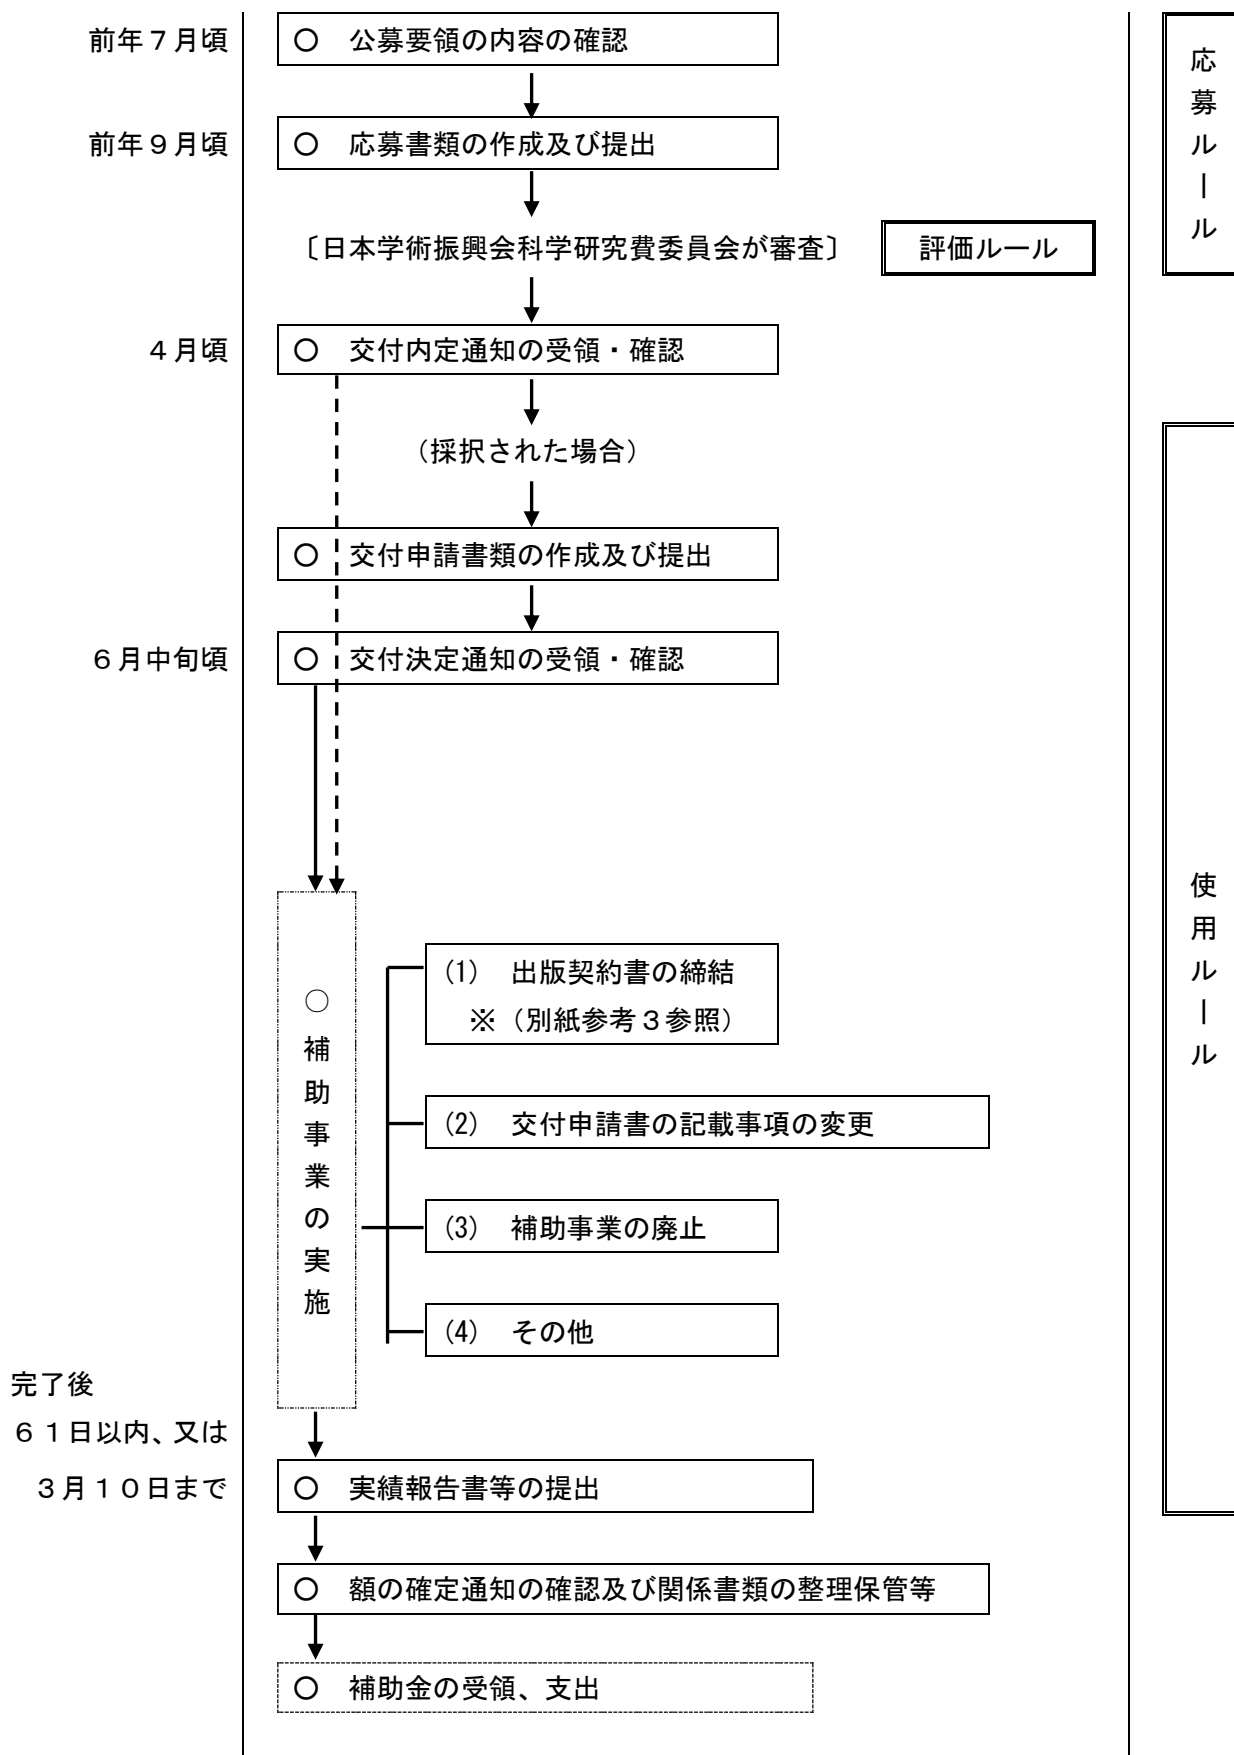 前年７月頃
○　公募要領の内容の確認
前年９月頃
○　応募書類の作成及び提出
〔日本学術振興会科学研究費委員会が審査〕
評価ルール
応募ルール
４月頃
○　交付内定通知の受領・確認
（採択された場合）
○　交付申請書類の作成及び提出
６月中旬頃
○　交付決定通知の受領・確認
使用ルール
○補助事業の実施
(1)　出版契約書の締結
※（別紙参考３参照）
(2)　交付申請書の記載事項の変更
(3)　補助事業の廃止
(4)　その他
完了後
６１日以内、又は
３月１０日まで
○　実績報告書等の提出
○　額の確定通知の確認及び関係書類の整理保管等
○　補助金の受領、支出